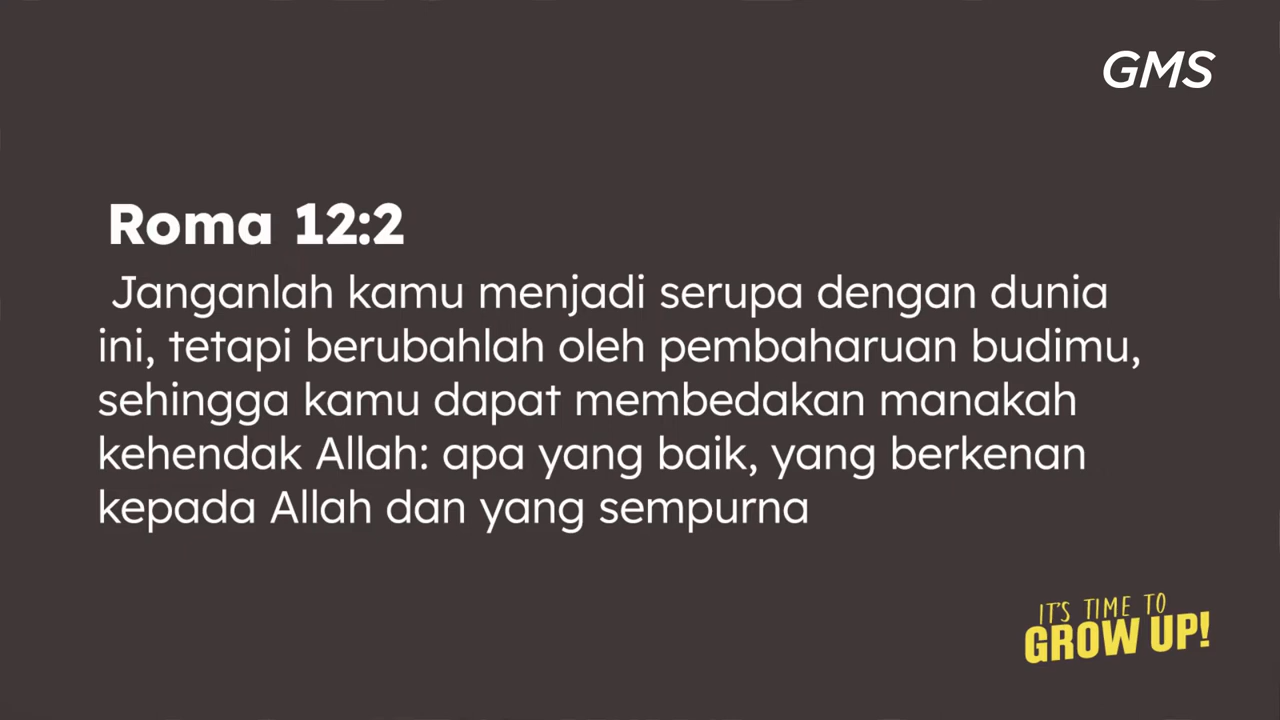 GMS
Roma 12:2
Janganlah kamu menjadi serupa dengan dunia
ini, tetapi berubahlah oleh pembaharuan budimu,
sehingga kamu dapat membedakan manakah
kehendak Allah: apa yang baik, yang berkenan
kepada Allah dan yang sempurna
IT'S TIME TO
GROW UP!